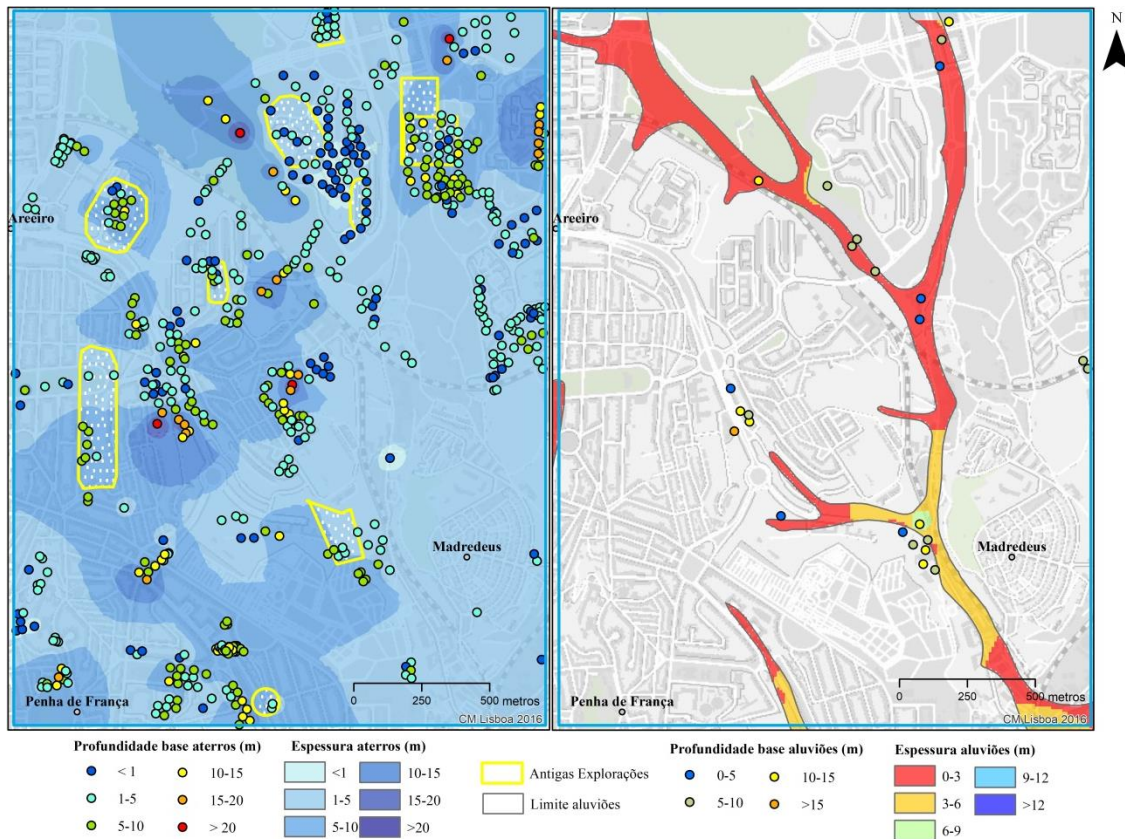 N
Areeiro
Madredeus
Penha de França
0 250 500 metros
CM Lisboa 2016
Areeiro
Madredeus
Penha de França
0 250 500 metros
CM Lisboa 2016
Profundidade base aterros (m)
< 1
1-5
5-10
10-15
15-20
> 20
Espessura aterros (m)
<1
1-5
5-10
10-15
15-20
>20
Antigas Explorações
Limite aluviões
Profundidade base aluviões (m)
0-5
5-10
10-15
>15
Espessura aluviões (m)
0-3
3-6
6-9
9-12
>12